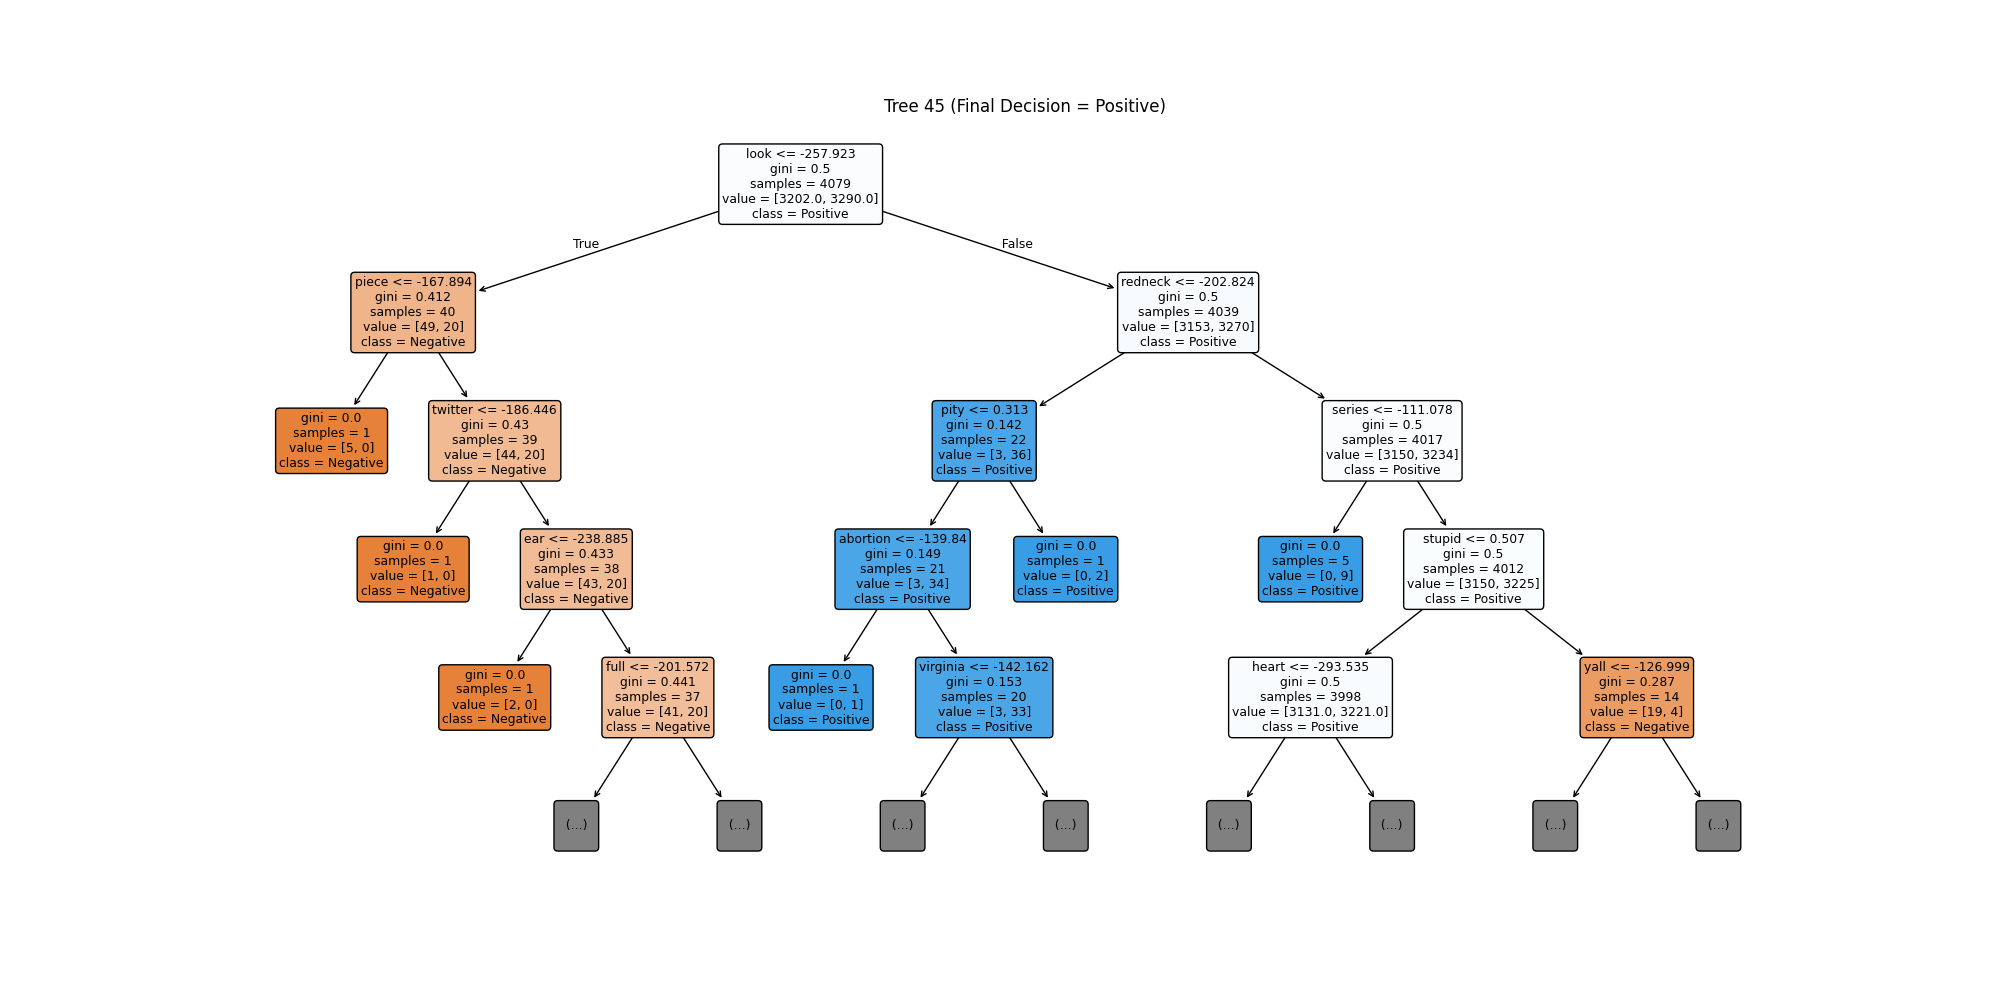 Tree 45 (Final Decision = Positive)
look <= -257.923
gini = 0.5
samples = 4079
value = [3202.0, 3290.0]
class = Positive
True
False
piece <= -167.894
gini = 0.412
samples = 40
value = [49, 20]
class = Negative
redneck <= -202.824
gini = 0.5
samples = 4039
value = [3153, 3270]
class = Positive
gini = 0.0
samples = 1
value = [5, 0]
class = Negative
twitter <= -186.446
gini = 0.43
samples = 39
value = [44, 20]
class = Negative
pity <= 0.313
gini = 0.142
samples = 22
value = [3, 36]
class = Positive
series <= -111.078
gini = 0.5
samples = 4017
value = [3150, 3234]
class = Positive
gini = 0.0
samples = 1
value = [1, 0]
class = Negative
ear <= -238.885
gini = 0.433
samples = 38
value = [43, 20]
class = Negative
abortion <= -139.84
gini = 0.149
samples = 21
value = [3, 34]
class = Positive
gini = 0.0
samples = 1
value = [0, 2]
class = Positive
gini = 0.0
samples = 5
value = [0, 9]
class = Positive
stupid <= 0.507
gini = 0.5
samples = 4012
value = [3150, 3225]
class = Positive
gini = 0.0
samples = 1
value = [2, 0]
class = Negative
full <= -201.572
gini = 0.441
samples = 37
value = [41, 20]
class = Negative
gini = 0.0
samples = 1
value = [0, 1]
class = Positive
virginia <= -142.162
gini = 0.153
samples = 20
value = [3, 33]
class = Positive
heart <= -293.535
gini = 0.5
samples = 3998
value = [3131.0, 3221.0]
class = Positive
yall <= -126.999
gini = 0.287
samples = 14
value = [19, 4]
class = Negative
(...)
(...)
(...)
(...)
(...)
(...)
(...)
(...)